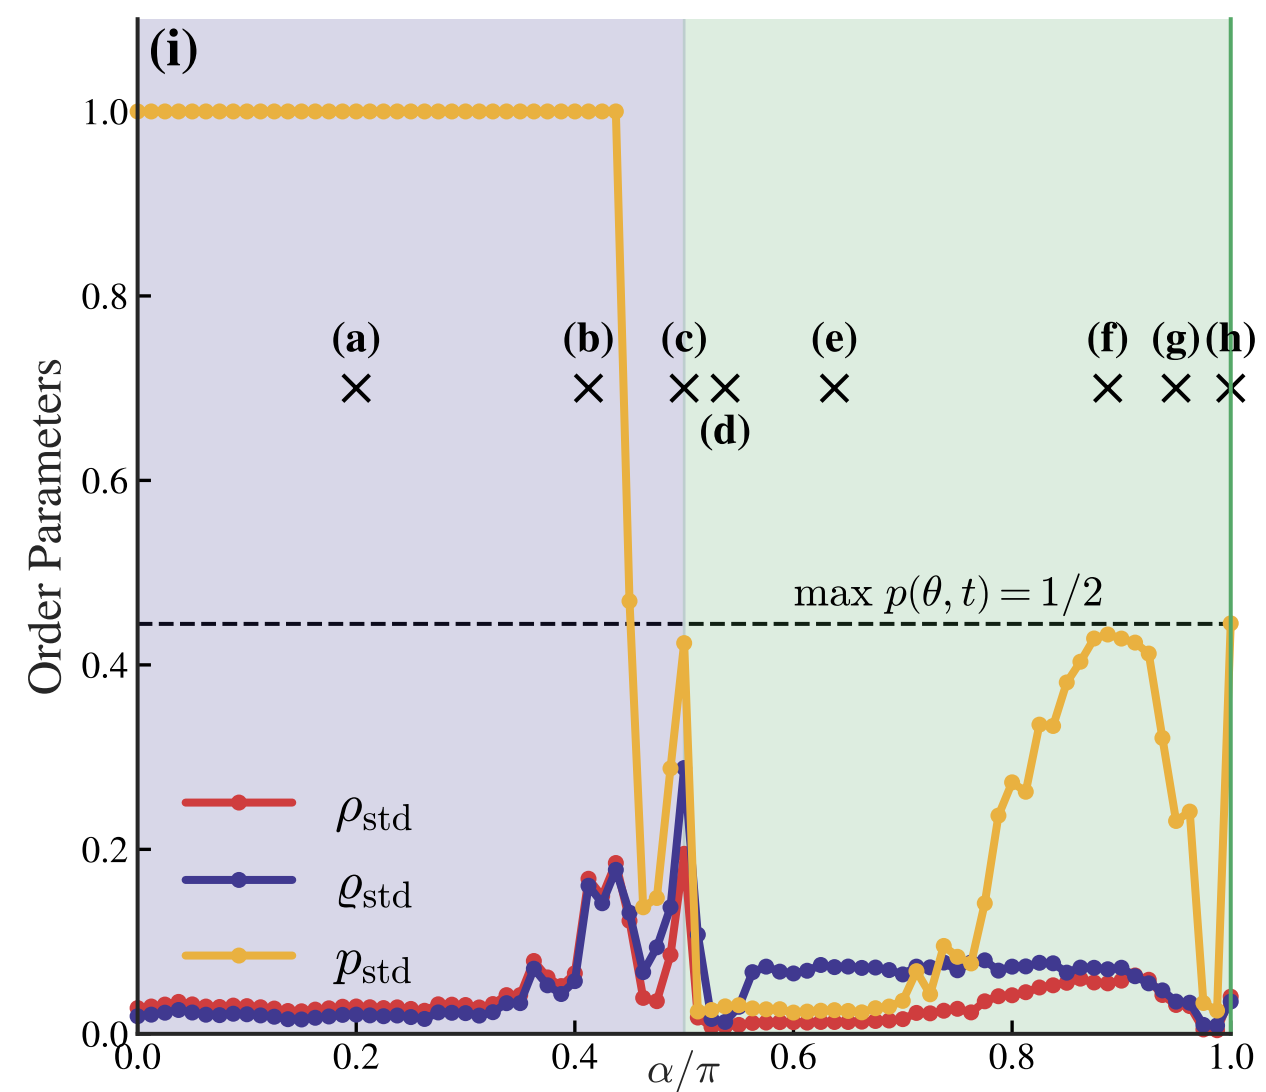 (i)
1.0
0.8
(a) (b) (c) (e) (f) (g) (h)
(d)
0.6
max p(θ, t) = 1/2
0.4
Order Parameters
ρstd
0.2
ϱstd
pstd
0.0
0.0 0.2 0.4 0.6 0.8 1.0
α/π